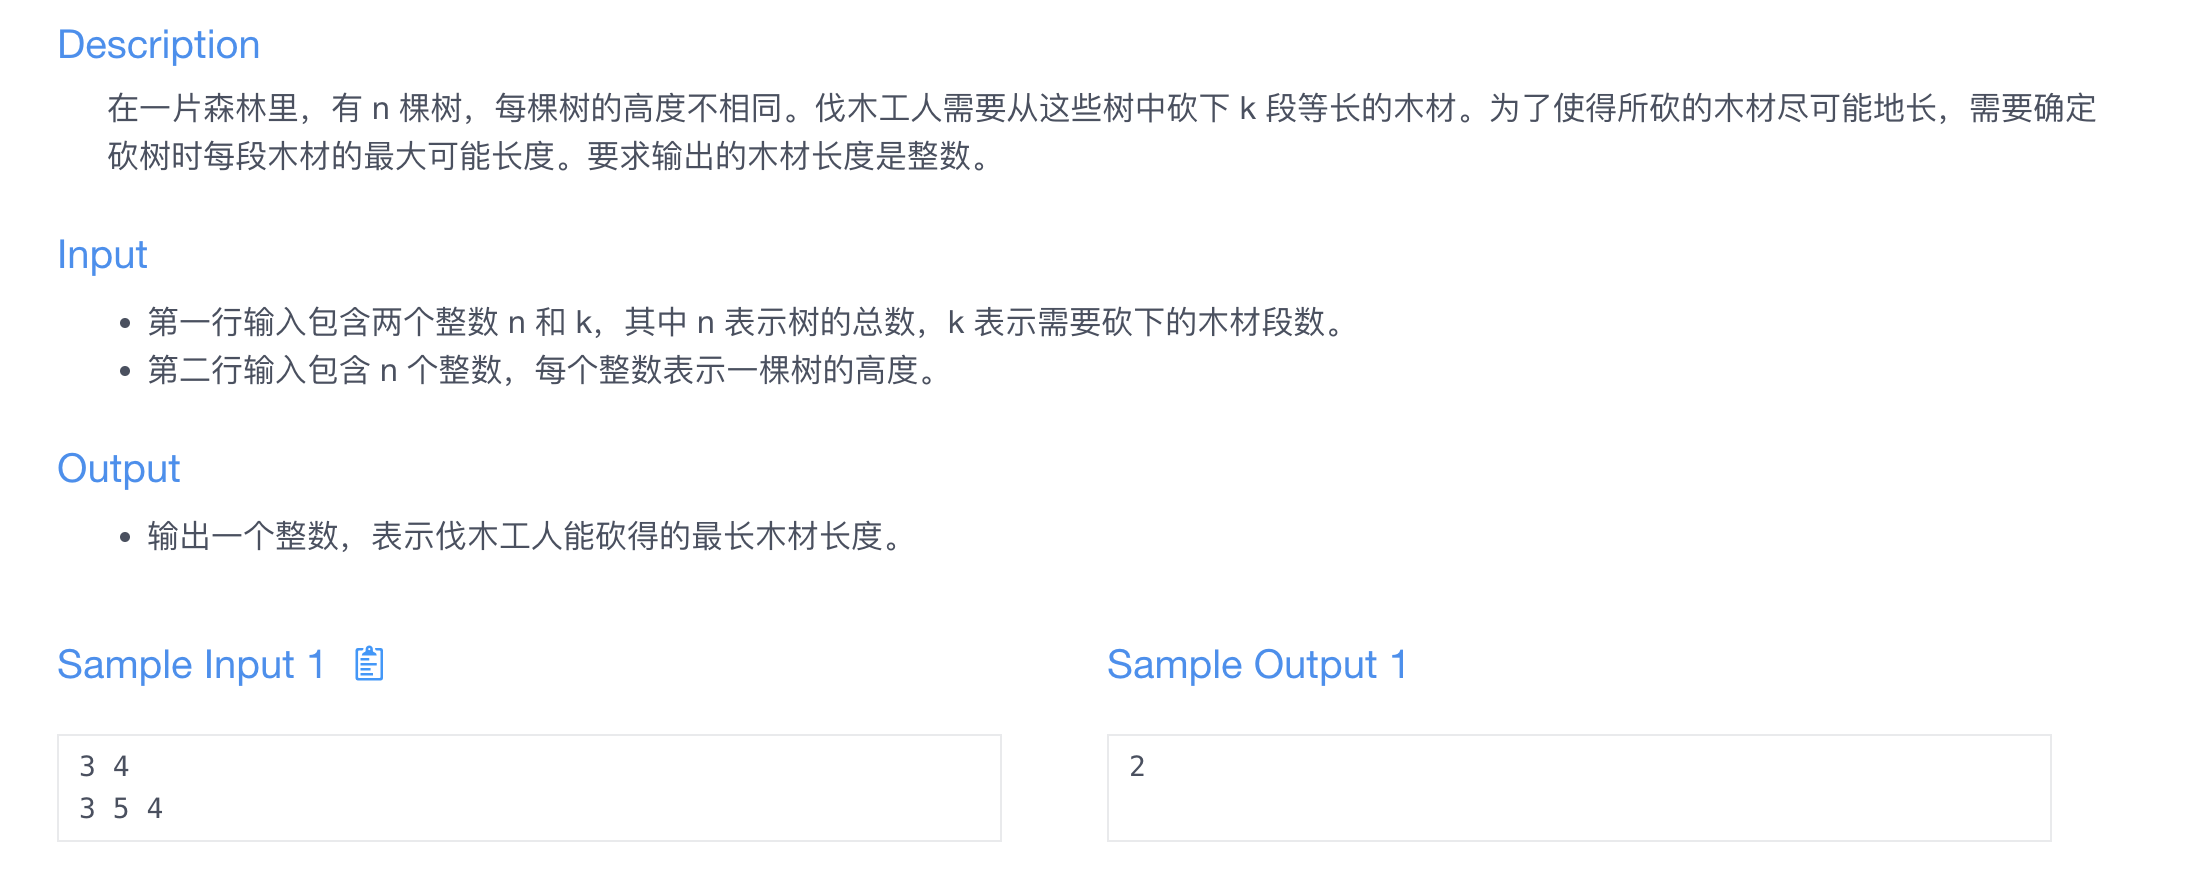 Description
在一片森林里，有 n 棵树，每棵树的高度不相同。伐木工人需要从这些树中砍下 k 段等长的木材。为了使得所砍的木材尽可能地长，需要确定
砍树时每段木材的最大可能长度。要求输出的木材长度是整数。
Input
• 第一行输入包含两个整数 n 和 k，其中 n 表示树的总数，k 表示需要砍下的木材段数。
• 第二行输入包含 n 个整数，每个整数表示一棵树的高度。
Output
• 输出一个整数，表示伐木工人能砍得的最长木材长度。
Sample Input 1
3 4
3 5 4
Sample Output 1
2